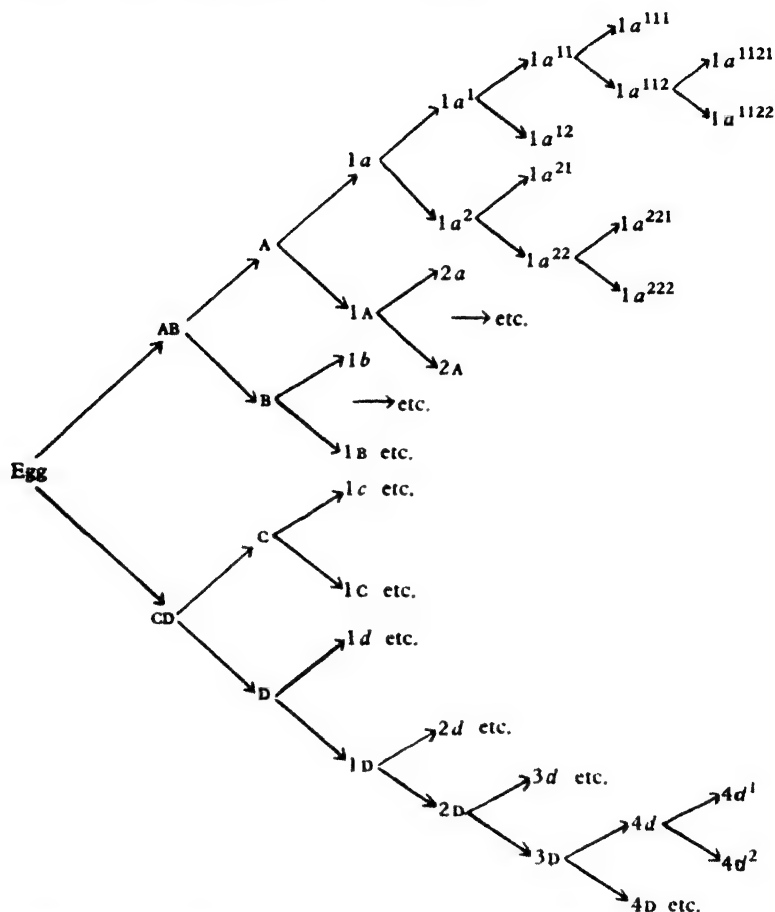 1a¹¹¹
1a¹¹
1a¹¹²¹
1a¹
1a¹¹²
1a¹¹²²
1a¹²
1a
1a²¹
1a²
1a²²¹
1a²²
A
2a
1a²²²
1A
etc.
AB
1b
2A
B
etc.
1B etc.
Egg
1c etc.
C
1C etc.
CD
1d etc.
D
2d etc.
1D
3d etc.
4d¹
2D
4d
3D
4d²
4D etc.